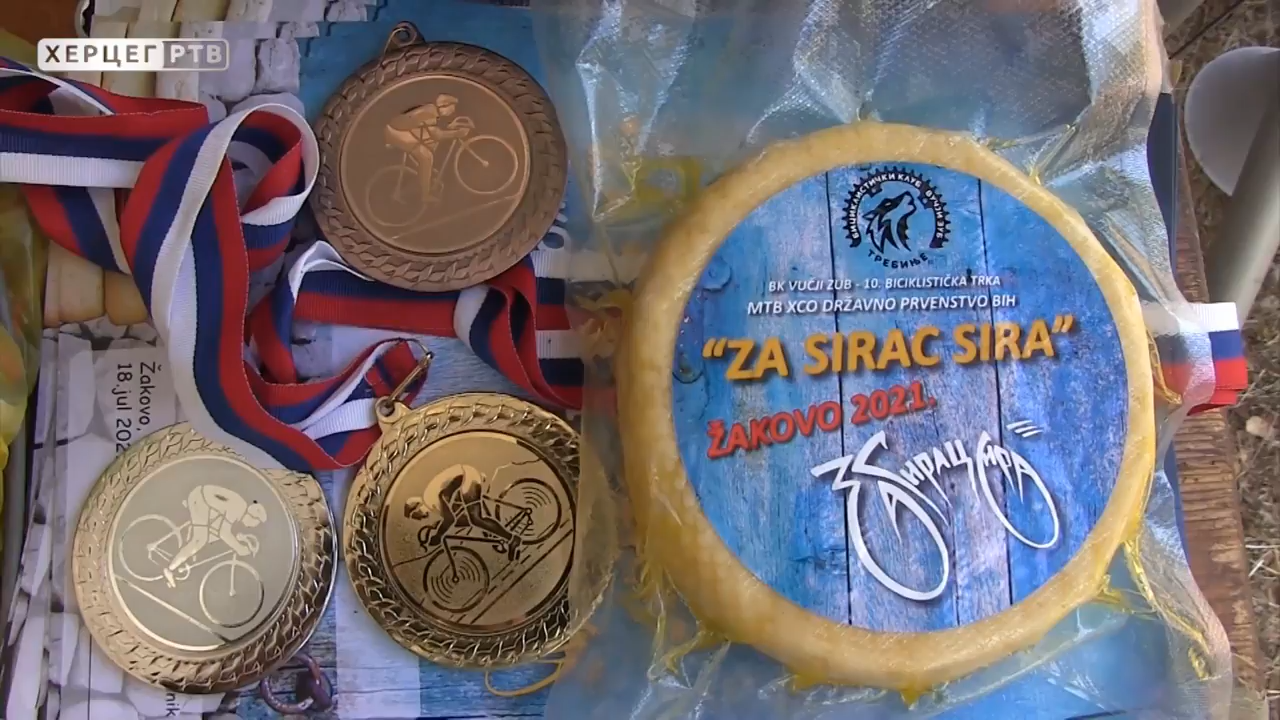 ХЕРЦЕГ РТВ
БИЦИКЛИСТИЧКИ КЛУБ ВУЧЈИ ЗУБ
ТРЕБИЊЕ
BK VUČJI ZUB - 10. BICIKLISTIČKA TRKA
MTB XCO DRŽAVNO PRVENSTVO BIH
“ZA SIRAC SIRA”
ŽAKOVO 2021.
ЗА СИРАЦ СИРА
Žakovo,
18. jul 202